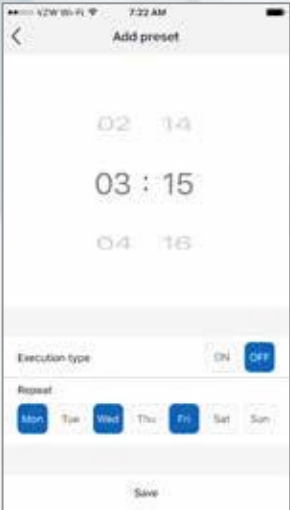 VZW Wi-Fi 7:22 AM
Add preset
02 14
03 : 15
04 16
Execution type ON OFF
Repeat
Mon Tue Wed Thu Fri Sat Sun
Save